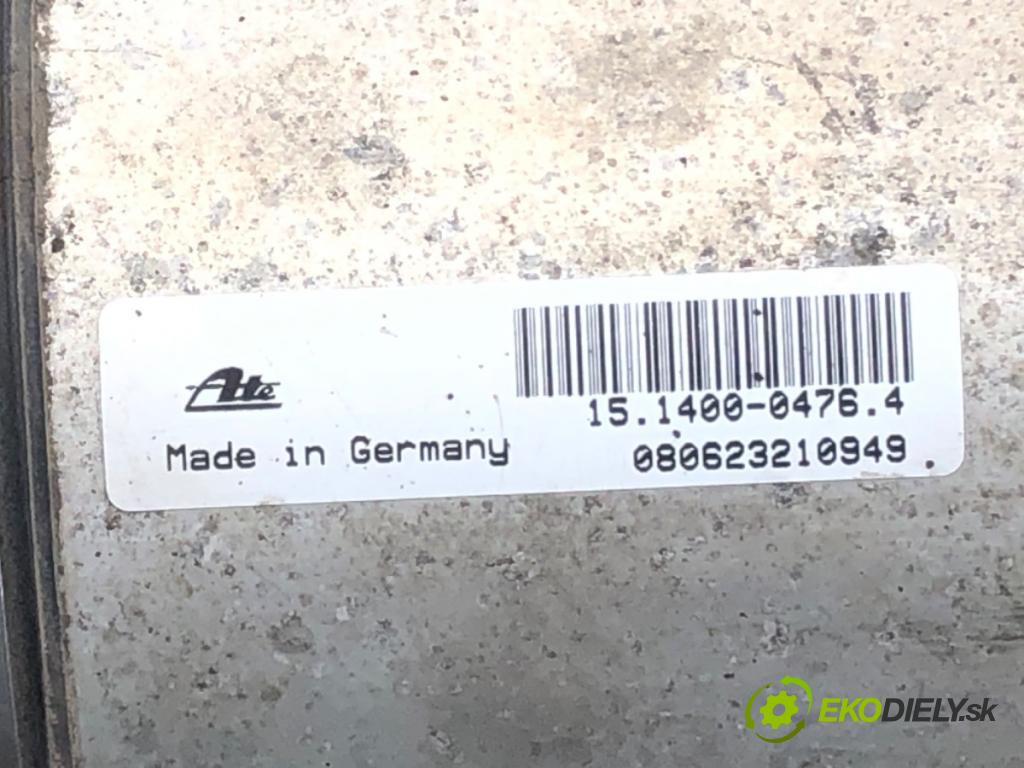 Ate
15.1400-0476.4
Made in Germany
080623210949
EKODIELY.sk